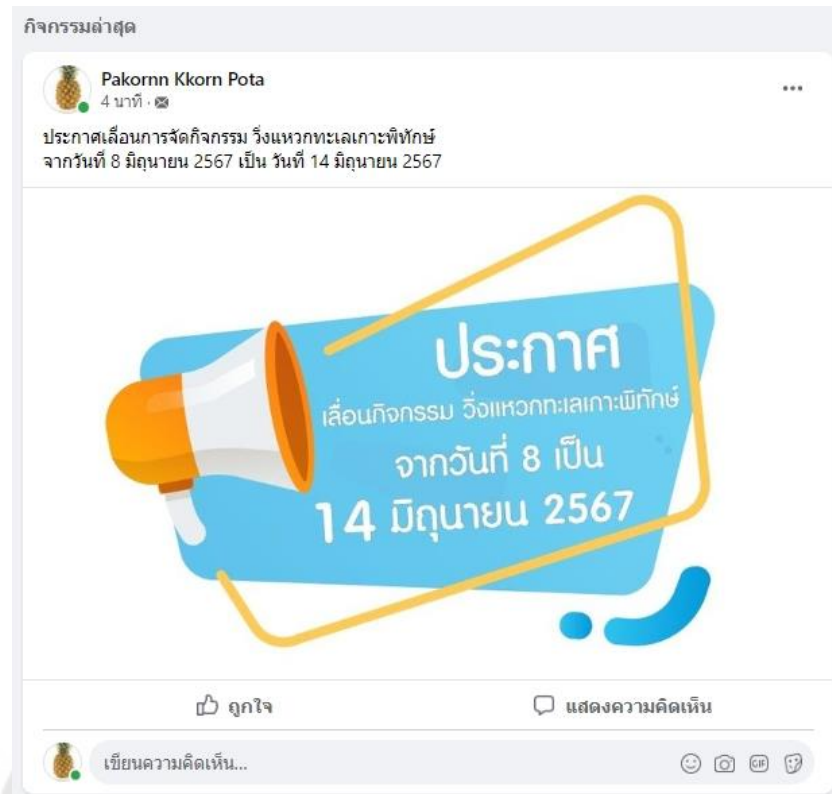 กิจกรรมล่าสุด
Pakornn Kkorn Pota
4 นาที ·
ประกาศเลื่อนการจัดกิจกรรม วิ่งแหวกทะเลเกาะพิทักษ์
จากวันที่ 8 มิถุนายน 2567 เป็น วันที่ 14 มิถุนายน 2567
ประกาศ
เลื่อนกิจกรรม วิ่งแหวกทะเลเกาะพิทักษ์
จากวันที่ 8 เป็น
14 มิถุนายน 2567
ถูกใจ
แสดงความคิดเห็น
เขียนความคิดเห็น...
GIF